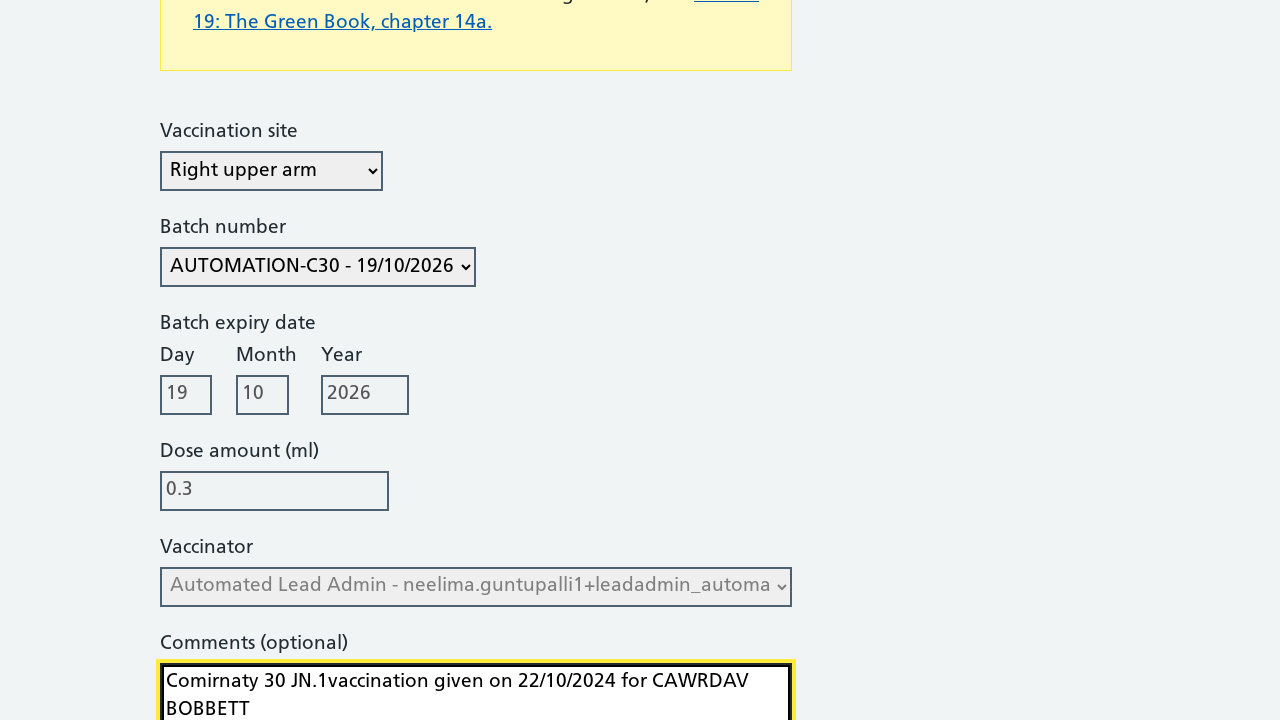 19: The Green Book, chapter 14a.
Vaccination site
Right upper arm
Batch number
AUTOMATION-C30 - 19/10/2026
Batch expiry date
Day Month Year
19 10 2026
Dose amount (ml)
0.3
Vaccinator
Automated Lead Admin - neelima.guntupalli1+leadadmin_automa
Comments (optional)
Comirnaty 30 JN.1vaccination given on 22/10/2024 for CAWRDAV
BOBBETT